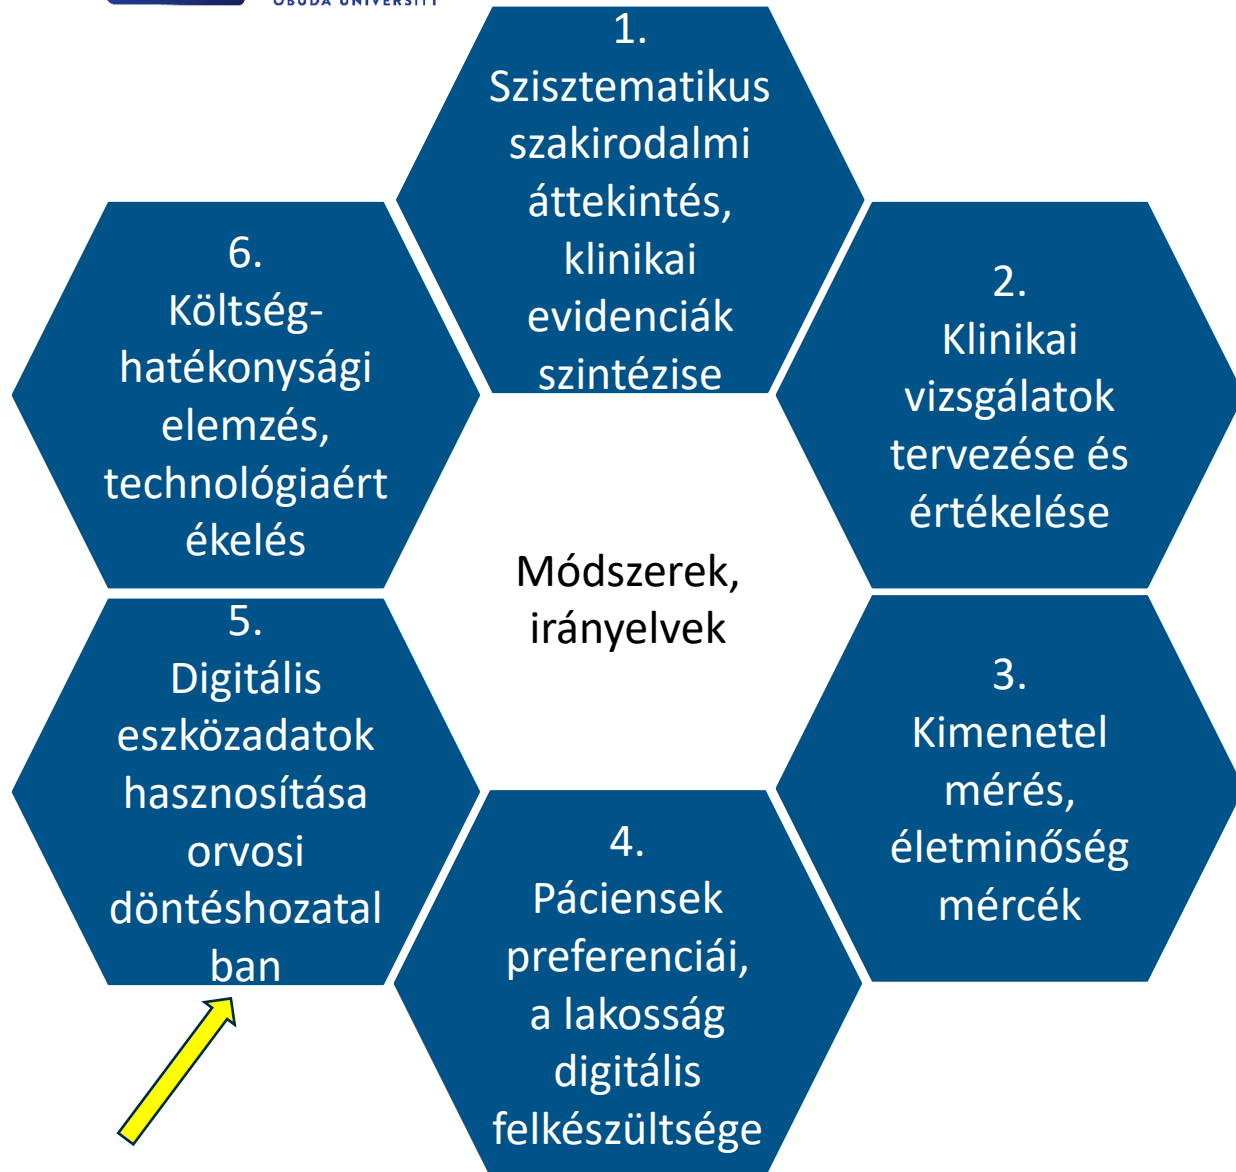 ÓBUDA UNIVERSITY
1.
Szisztematikus
szakirodalmi
áttekintés,
klinikai
evidenciák
szintézise
2.
Klinikai
vizsgálatok
tervezése és
értékelése
3.
Kimenetel
mérés,
életminőség
mércék
4.
Páciensek
preferenciái,
a lakosság
digitális
felkészültsége
5.
Digitális
eszközadatok
hasznosítása
orvosi
döntéshozatal
ban
6.
Költség-
hatékonysági
elemzés,
technológiaért
ékelés
Módszerek,
irányelvek